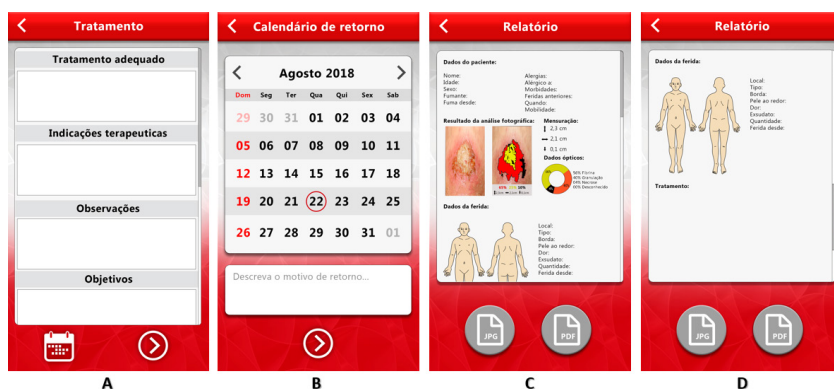 Tratamento
Tratamento adequado
Indicações terapeuticas
Observações
Objetivos
A
Calendário de retorno
Agosto 2018
Dom Seg Ter Qua Qui Sex Sab
29 30 31 01 02 03 04
05 06 07 08 09 10 11
12 13 14 15 16 17 18
19 20 21 22 23 24 25
26 27 28 29 30 31 01
Descreva o motivo de retorno...
B
Relatório
Dados do paciente:
Nome:
Idade:
Sexo:
Fumante:
Fuma desde:
Alergias:
Alérgico a:
Morbidades:
Feridas anteriores:
Quando:
Mobilidade:
Resultado da análise fotográfica:
Mensuração:
2,3 cm
2,1 cm
0,1 cm
Dados ópticos:
Dados da ferida:
Local:
Tipo:
Borda:
Pele ao redor:
Dor:
Exsudato:
Quantidade:
Ferida desde:
JPG
PDF
C
Relatório
Dados da ferida:
Local:
Tipo:
Borda:
Pele ao redor:
Dor:
Exsudato:
Quantidade:
Ferida desde:
Tratamento:
JPG
PDF
D